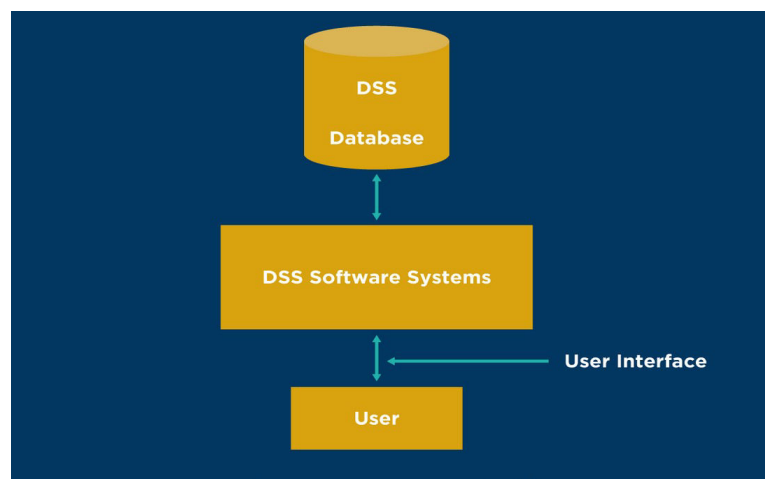 DSS
Database
DSS Software Systems
User Interface
User